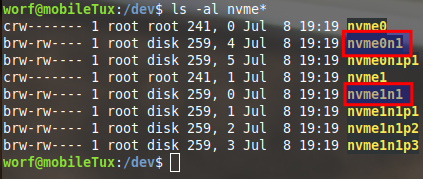 worf@mobileTux:/dev$ ls -al nvme*
crw------- 1 root root 241, 0 Jul  8 19:19 nvme0
brw-rw---- 1 root disk 259, 4 Jul  8 19:19 nvme0n1
brw-rw---- 1 root disk 259, 5 Jul  8 19:19 nvme0n1p1
crw------- 1 root root 241, 1 Jul  8 19:19 nvme1
brw-rw---- 1 root disk 259, 0 Jul  8 19:19 nvme1n1
brw-rw---- 1 root disk 259, 1 Jul  8 19:19 nvme1n1p1
brw-rw---- 1 root disk 259, 2 Jul  8 19:19 nvme1n1p2
brw-rw---- 1 root disk 259, 3 Jul  8 19:19 nvme1n1p3
worf@mobileTux:/dev$